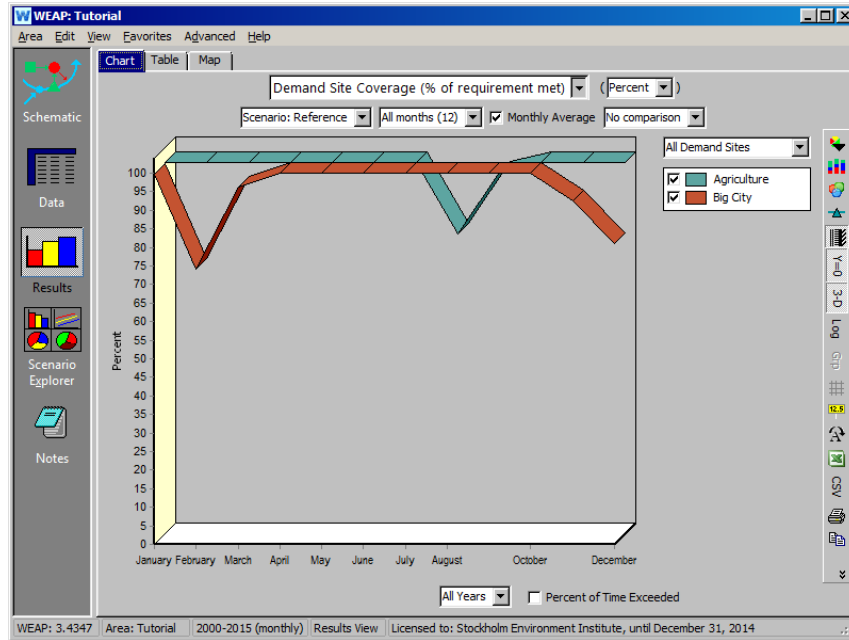 WEAP: Tutorial
Area Edit View Favorites Advanced Help
Chart Table Map
Demand Site Coverage (% of requirement met) ( Percent )
Scenario: Reference All months (12) Monthly Average No comparison
All Demand Sites
Agriculture
Big City
Schematic
Data
Results
Scenario
Explorer
Notes
Percent
100
95
90
85
80
75
70
65
60
55
50
45
40
35
30
25
20
15
10
5
0
January February March April May June July August October December
All Years Percent of Time Exceeded
Y=0
3-D
Log
Grp
12.5
A
CSV
WEAP: 3.4347 Area: Tutorial 2000-2015 (monthly) Results View Licensed to: Stockholm Environment Institute, until December 31, 2014